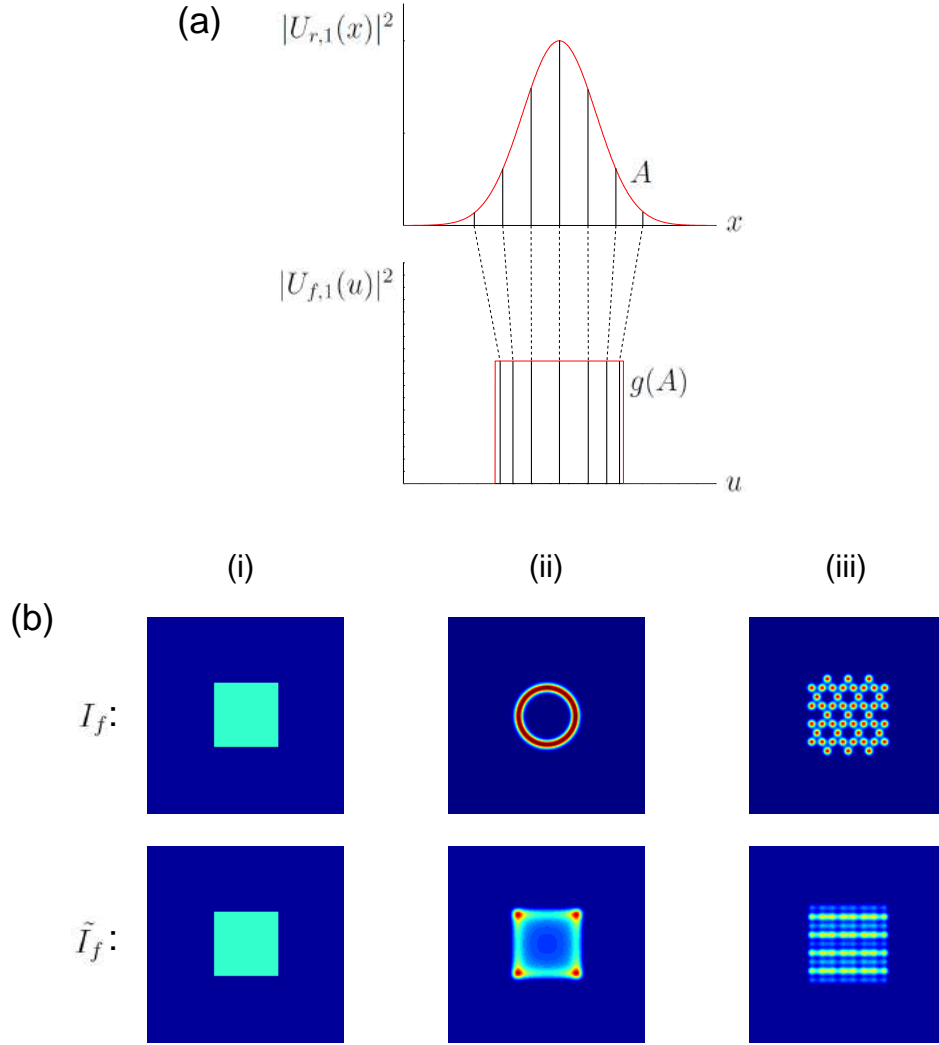 (a)
|U_{r,1}(x)|^2
A
x
|U_{f,1}(u)|^2
g(A)
u
(i) (ii) (iii)
(b)
I_f:
Ĩ_f: